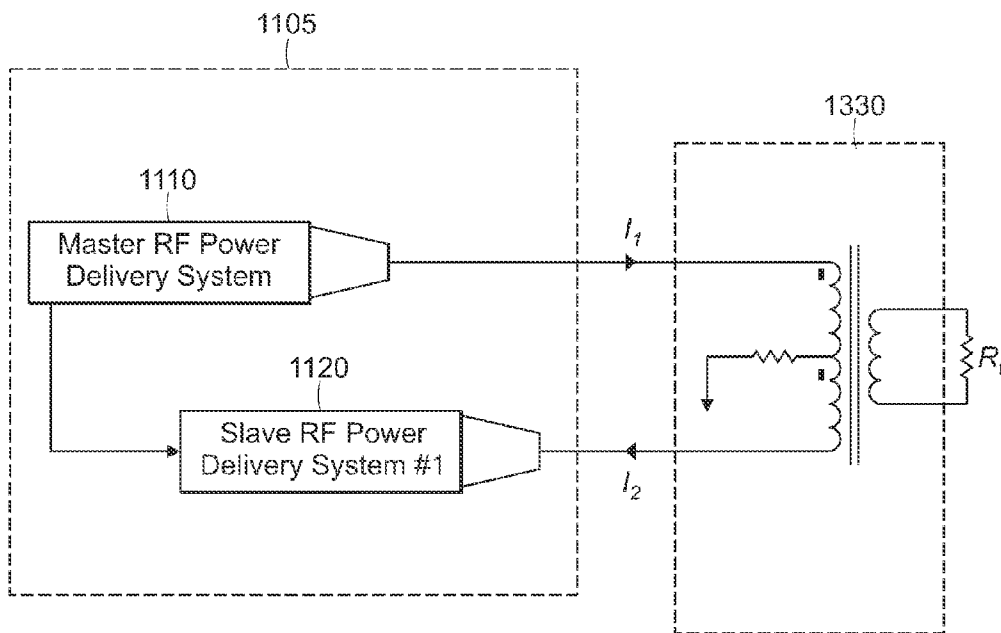 1105
1330
1110
Master RF Power
Delivery System
I1
1120
Slave RF Power
Delivery System #1
I2